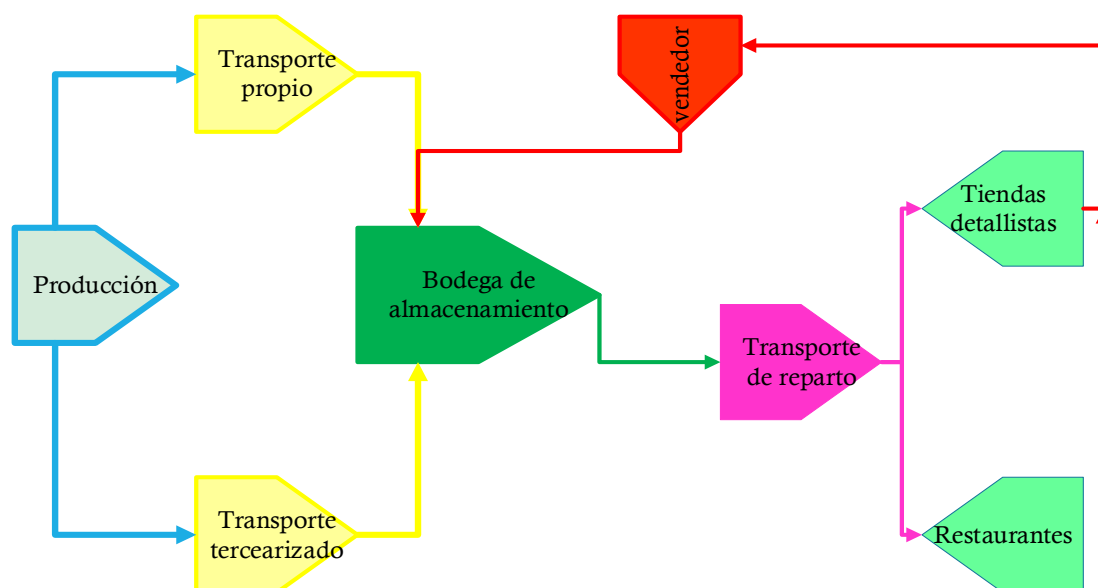 Transporte
propio
vendedor
Tiendas
detallistas
Producción
Bodega de
almacenamiento
Transporte
de reparto
Transporte
tercearizado
Restaurantes